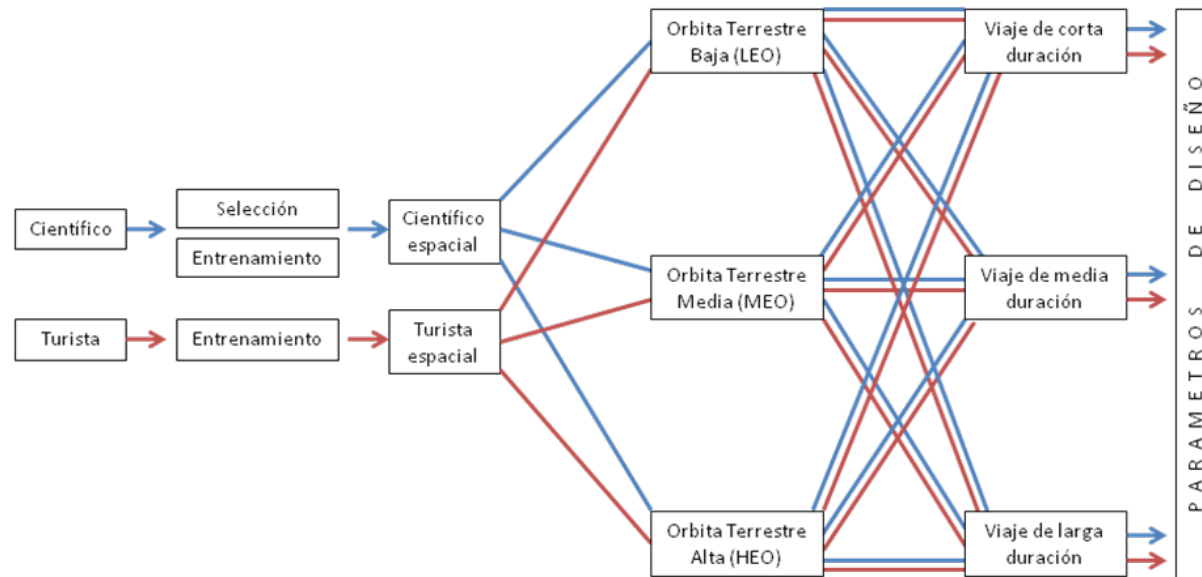 Orbita Terrestre
Baja (LEO)
Viaje de corta
duración
Científico
Selección
Entrenamiento
Científico
espacial
Orbita Terrestre
Media (MEO)
Viaje de media
duración
Turista
Entrenamiento
Turista
espacial
Orbita Terrestre
Alta (HEO)
Viaje de larga
duración
PARAMETROS DE DISEÑO